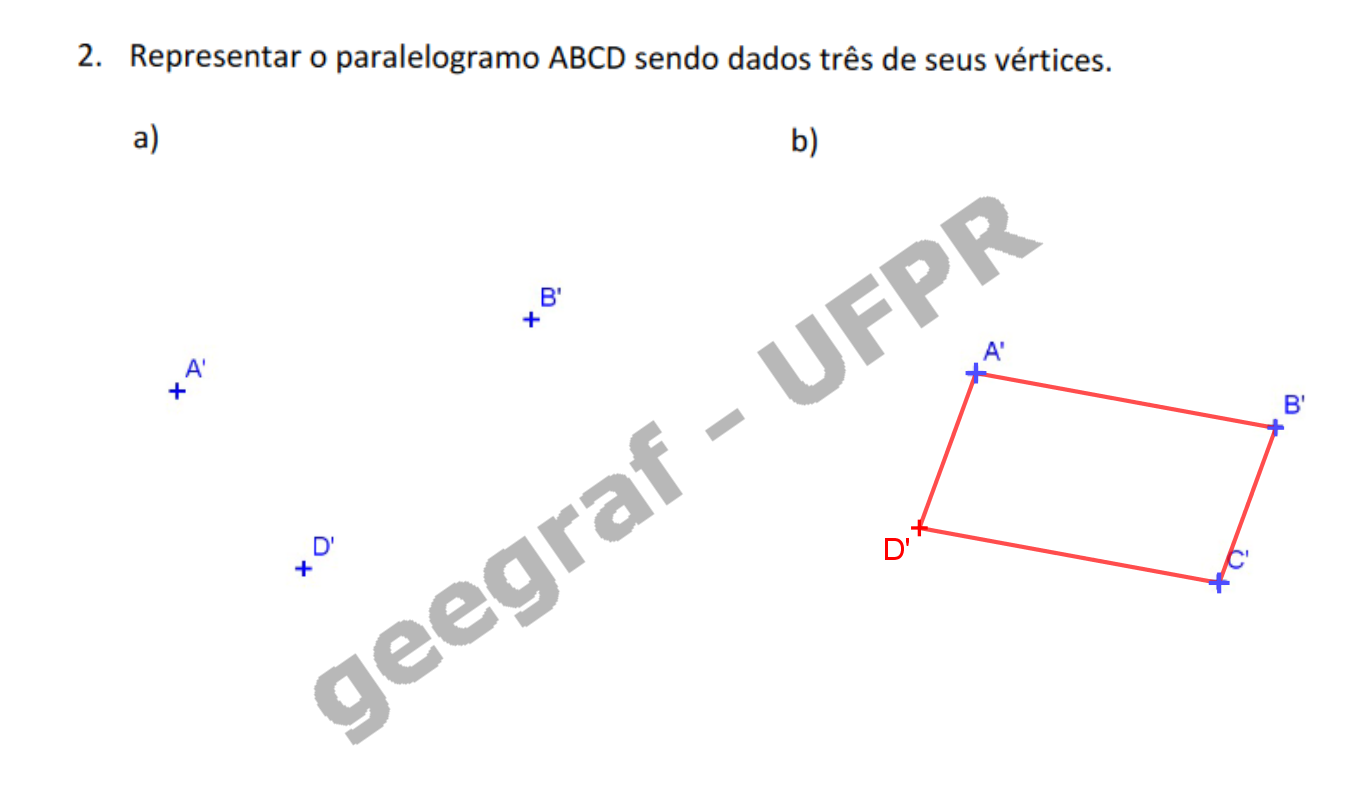 2. Representar o paralelogramo ABCD sendo dados três de seus vértices.
a)
b)
geegraf - UFPR
B'
A'
D'
A'
B'
D'
C'